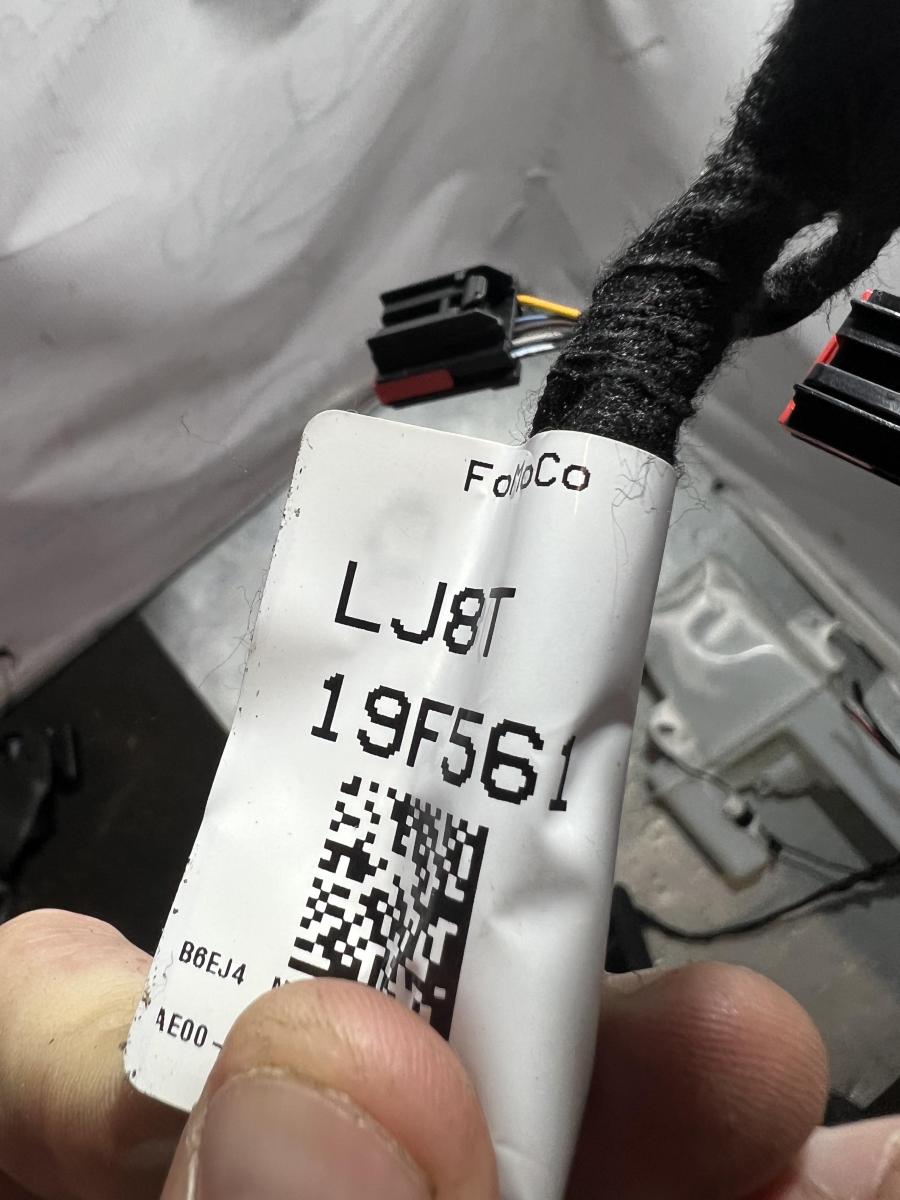 FoMoCo
LJ8T
19F561
B6EJ4
AE00-